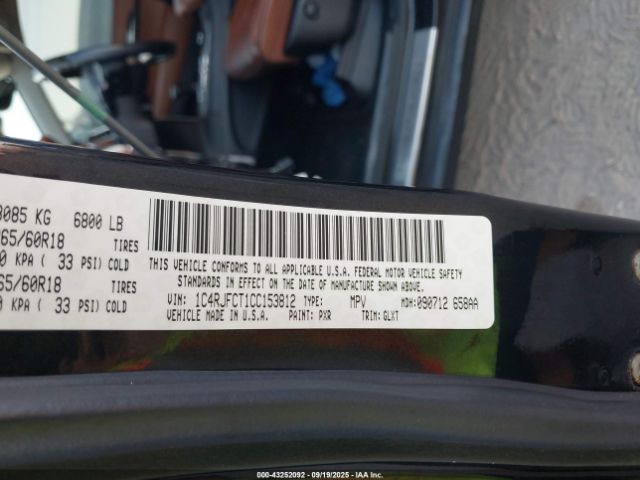 3085 KG 6800 LB
65/60R18 TIRES
0 KPA ( 33 PSI) COLD
65/60R18 TIRES
0 KPA ( 33 PSI) COLD
THIS VEHICLE CONFORMS TO ALL APPLICABLE U.S.A. FEDERAL MOTOR VEHICLE SAFETY
STANDARDS IN EFFECT ON THE DATE OF MANUFACTURE SHOWN ABOVE.
VIN: 1C4RJFCT1CC153812 TYPE: MPV MDH: 090712 658AA
VEHICLE MADE IN U.S.A. PAINT: PXR TRIM: GLXT
000-43252092 - 09/19/2025 - IAA Inc.